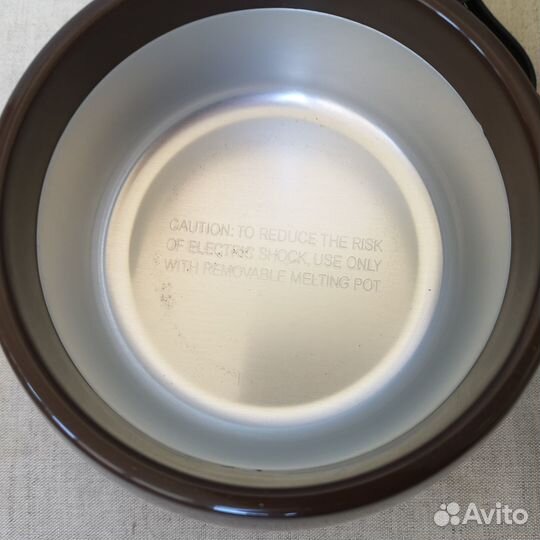 CAUTION: TO REDUCE THE RISK
OF ELECTRIC SHOCK, USE ONLY
WITH REMOVABLE MELTING POT
Avito